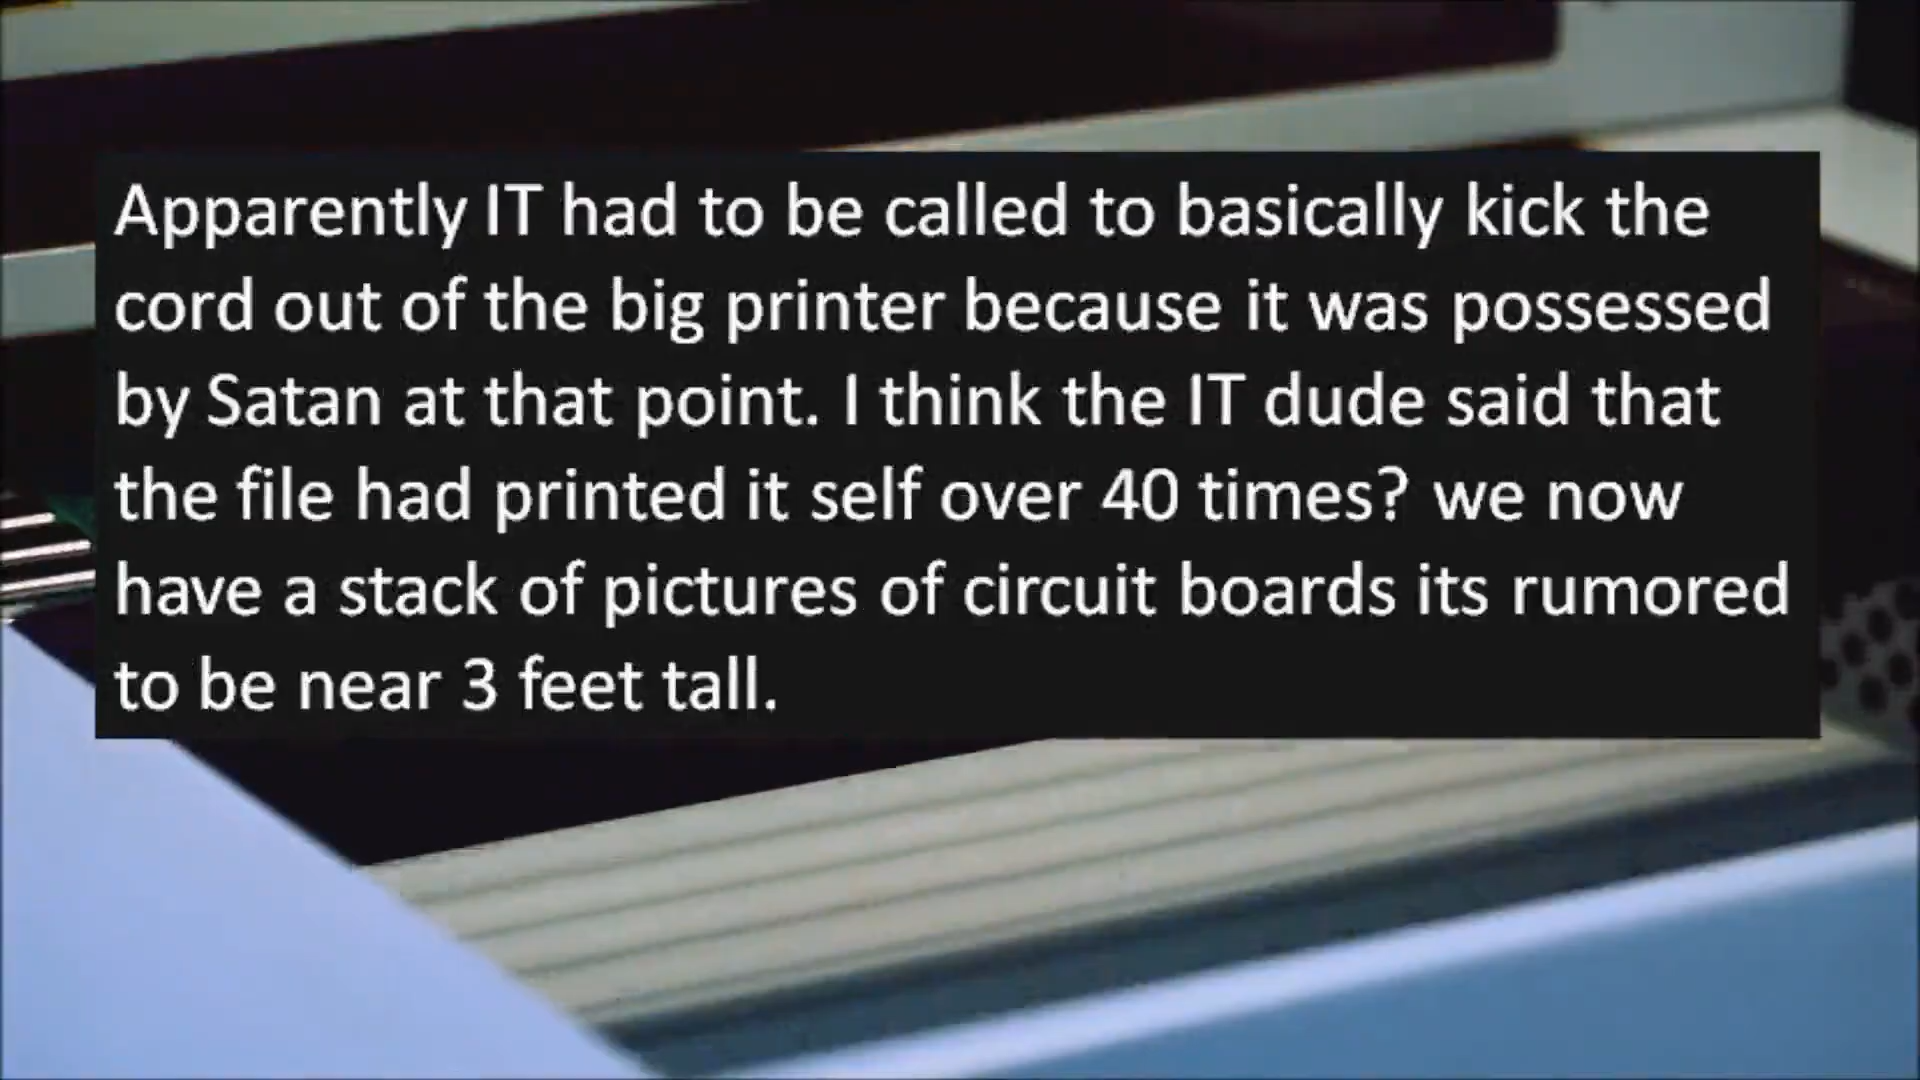 Apparently IT had to be called to basically kick the
cord out of the big printer because it was possessed
by Satan at that point. I think the IT dude said that
the file had printed it self over 40 times? we now
have a stack of pictures of circuit boards its rumored
to be near 3 feet tall.